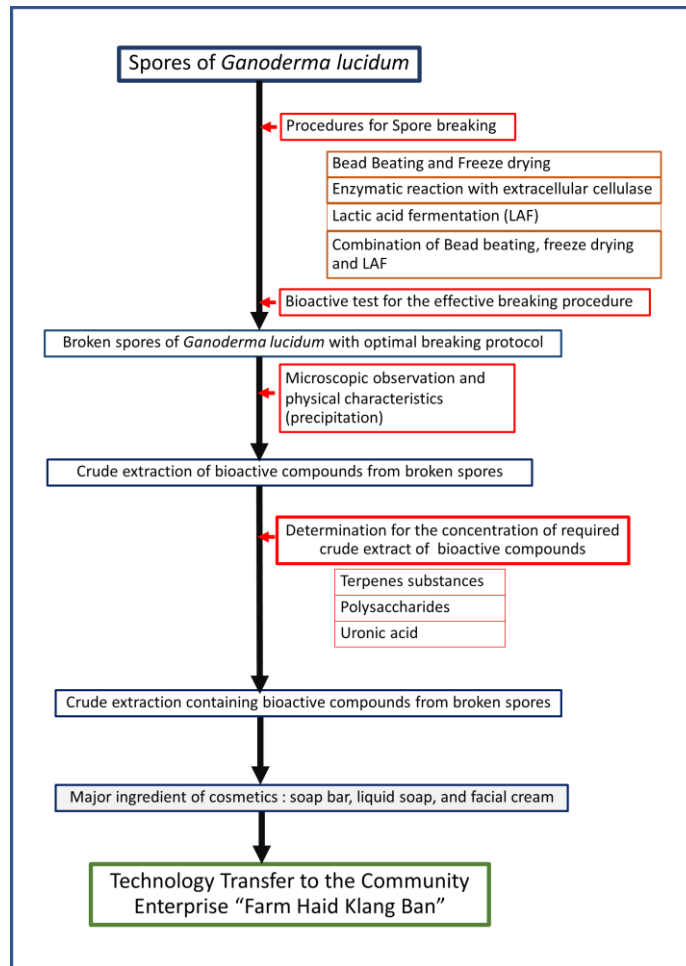 Spores of Ganoderma lucidum
Procedures for Spore breaking
Bead Beating and Freeze drying
Enzymatic reaction with extracellular cellulase
Lactic acid fermentation (LAF)
Combination of Bead beating, freeze drying
and LAF
Bioactive test for the effective breaking procedure
Broken spores of Ganoderma lucidum with optimal breaking protocol
Microscopic observation and
physical characteristics
(precipitation)
Crude extraction of bioactive compounds from broken spores
Determination for the concentration of required
crude extract of bioactive compounds
Terpenes substances
Polysaccharides
Uronic acid
Crude extraction containing bioactive compounds from broken spores
Major ingredient of cosmetics : soap bar, liquid soap, and facial cream
Technology Transfer to the Community
Enterprise “Farm Haid Klang Ban”